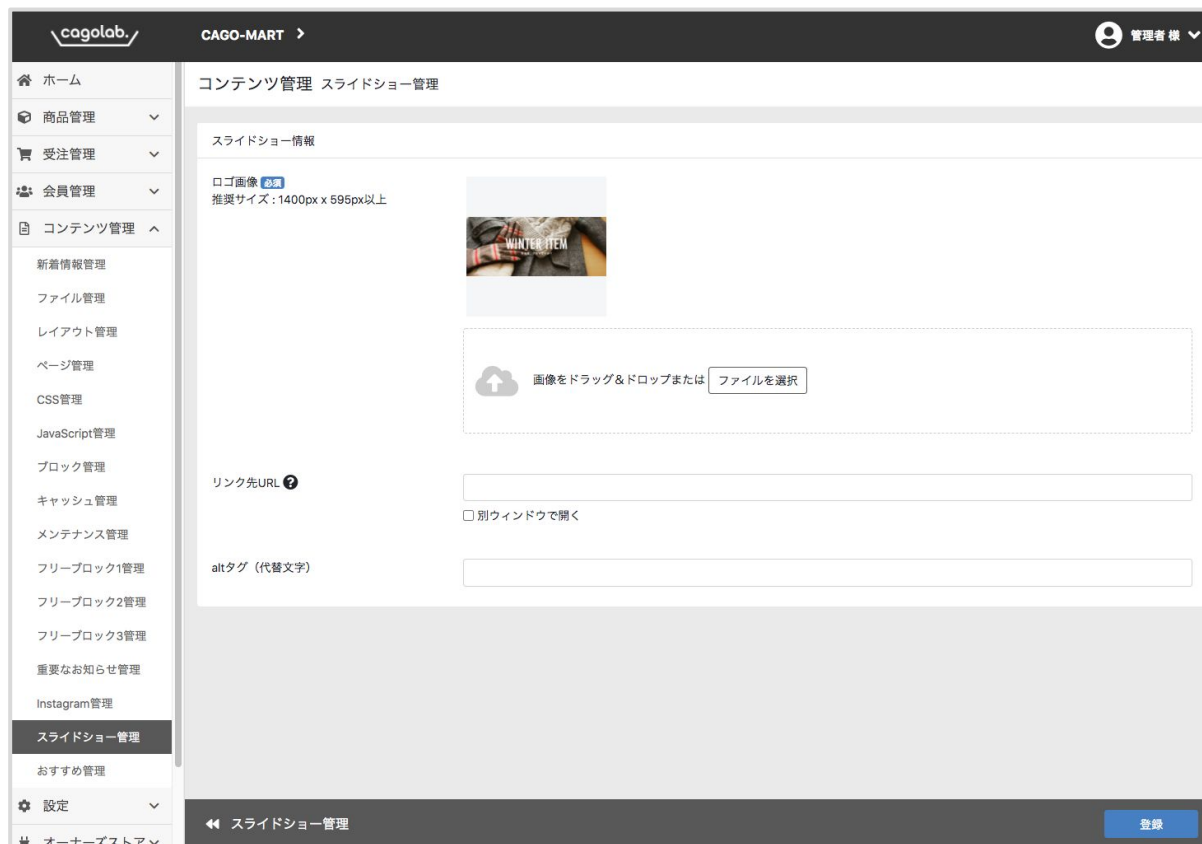 cagolab.
CAGO-MART
管理者 様
ホーム
商品管理
受注管理
会員管理
コンテンツ管理
新着情報管理
ファイル管理
レイアウト管理
ページ管理
CSS管理
JavaScript管理
ブロック管理
キャッシュ管理
メンテナンス管理
フリーブロック1管理
フリーブロック2管理
フリーブロック3管理
重要なお知らせ管理
Instagram管理
スライドショー管理
おすすめ管理
設定
オーナーズストア
コンテンツ管理 スライドショー管理
スライドショー情報
ロゴ画像 必須
推奨サイズ : 1400px x 595px以上
WINTER ITEM
画像をドラッグ&ドロップまたは ファイルを選択
リンク先URL ?
別ウィンドウで開く
altタグ（代替文字）
スライドショー管理
登録